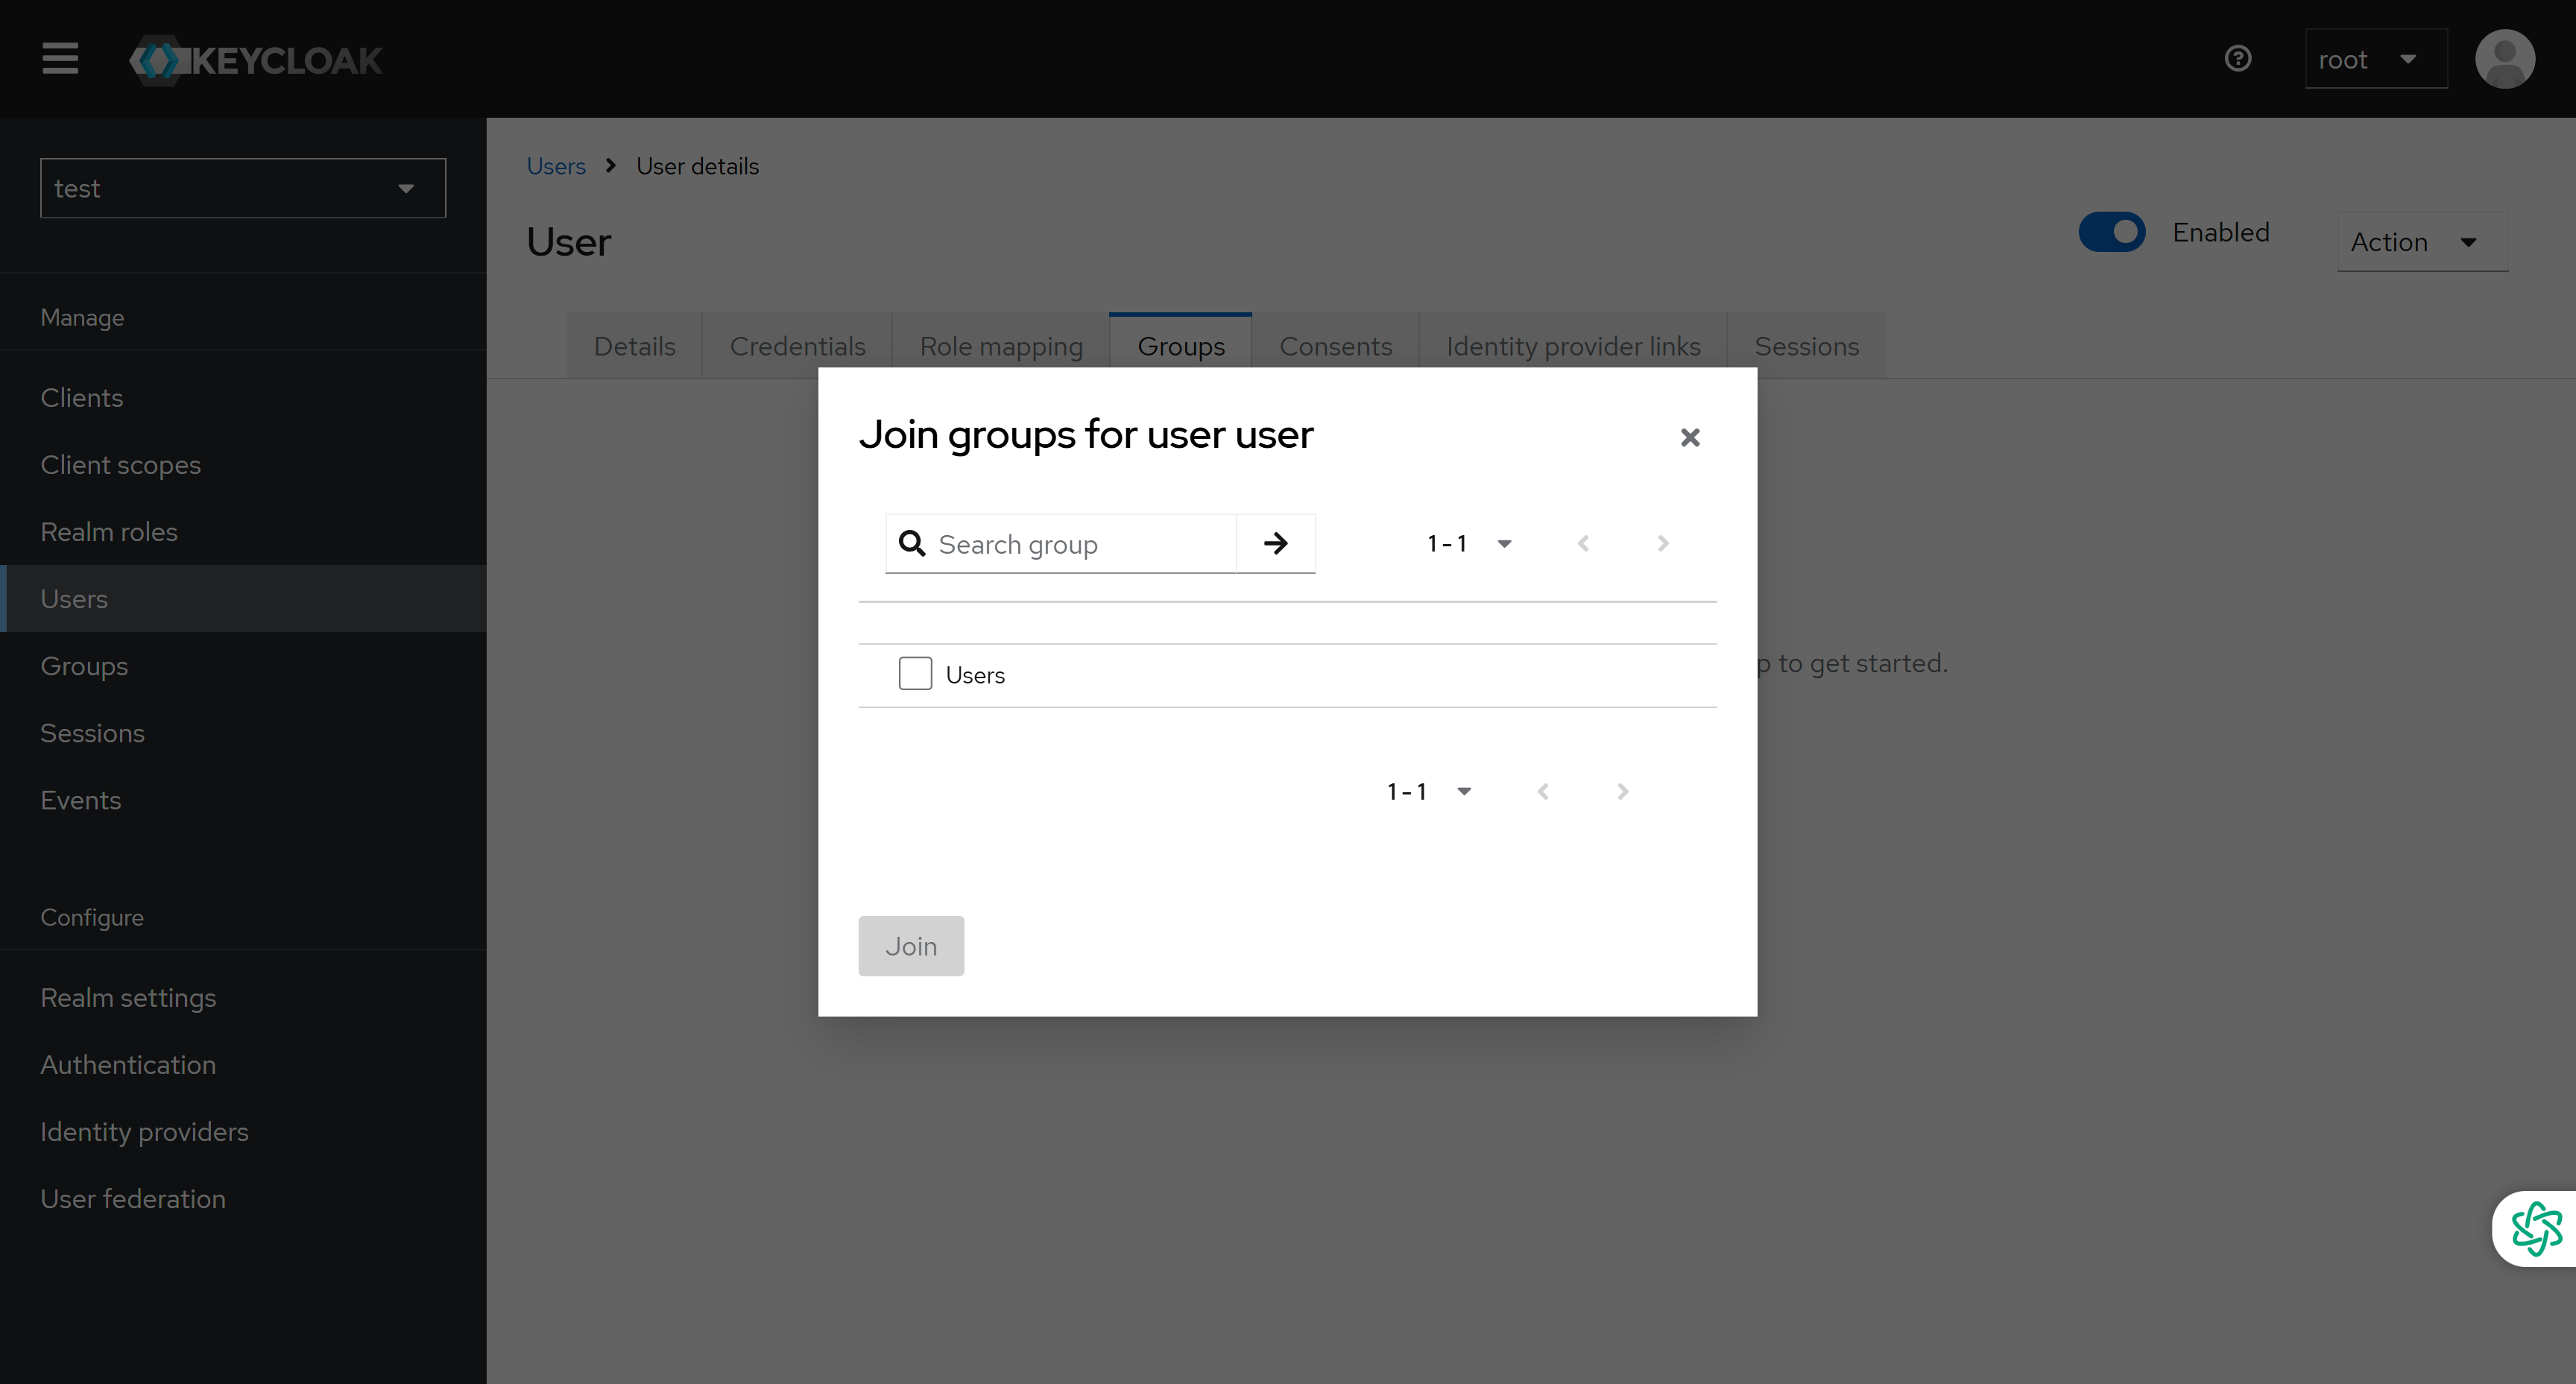 KEYCLOAK
root
test
Manage
Clients
Client scopes
Realm roles
Users
Groups
Sessions
Events
Configure
Realm settings
Authentication
Identity providers
User federation
Users User details
User
Enabled
Action
Details Credentials Role mapping Groups Consents Identity provider links Sessions
to get started.
Join groups for user user
Search group
1 - 1
Users
1 - 1
Join